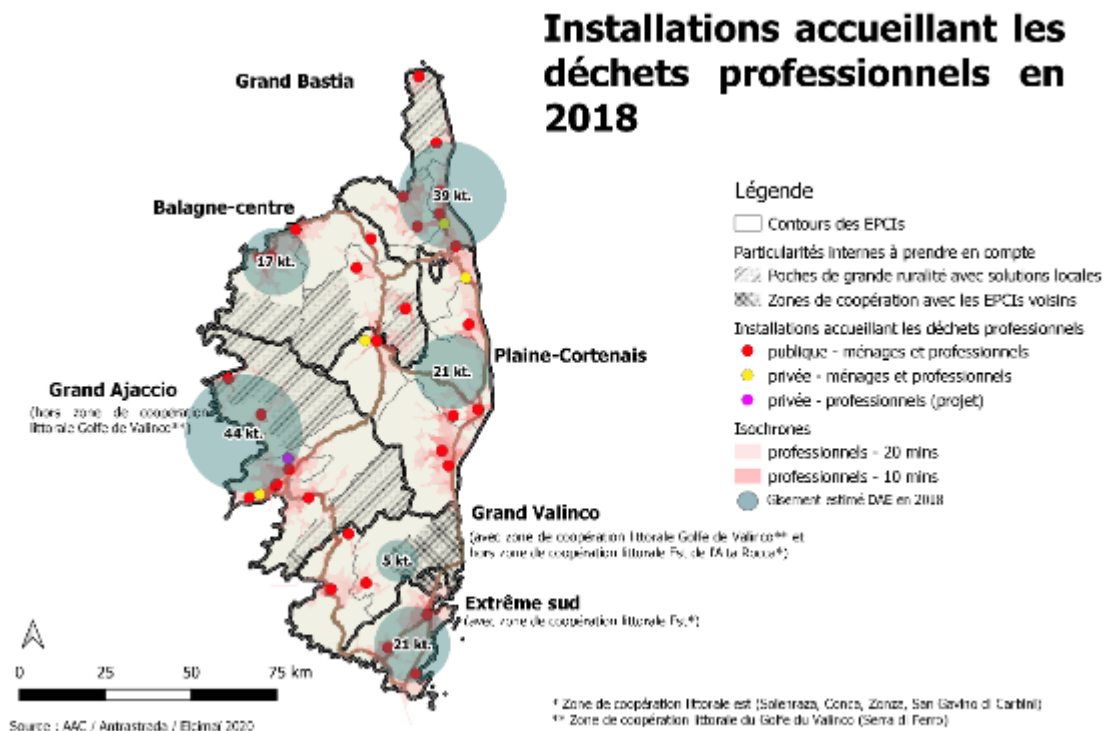 Installations accueillant les
déchets professionnels en
2018
Grand Bastia
39 kt.
Balagne-centre
17 kt.
Plaine-Cortenais
21 kt.
Grand Ajaccio
(hors zone de coopération
littorale Golfe de Valinco**)
44 kt.
Grand Valinco
(avec zone de coopération littorale Golfe de Valinco** et
hors zone de coopération littorale Est de l'Alta Rocca*)
5 kt.
Extrême sud
(avec zone de coopération littorale Est*)
21 kt.
Légende
Contours des EPCIs
Particularités internes à prendre en compte
Poches de grande ruralité avec solutions locales
Zones de coopération avec les EPCIs voisins
Installations accueillant les déchets professionnels
publique - ménages et professionnels
privée - ménages et professionnels
privée - professionnels (projet)
Isochrones
professionnels - 20 mins
professionnels - 10 mins
Gisement estimé DAE en 2018
0 25 50 75 km
Source : AAC / Antrastrada / Elcimaï 2020
* Zone de coopération littorale est (Solenzara, Conca, Zonza, San Gavino di Carbini)
** Zone de coopération littorale du Golfe du Valinco (Serra di Ferro)